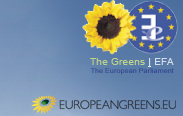 The Greens | EFA
The European Parliament
EUROPEANGREENS.EU